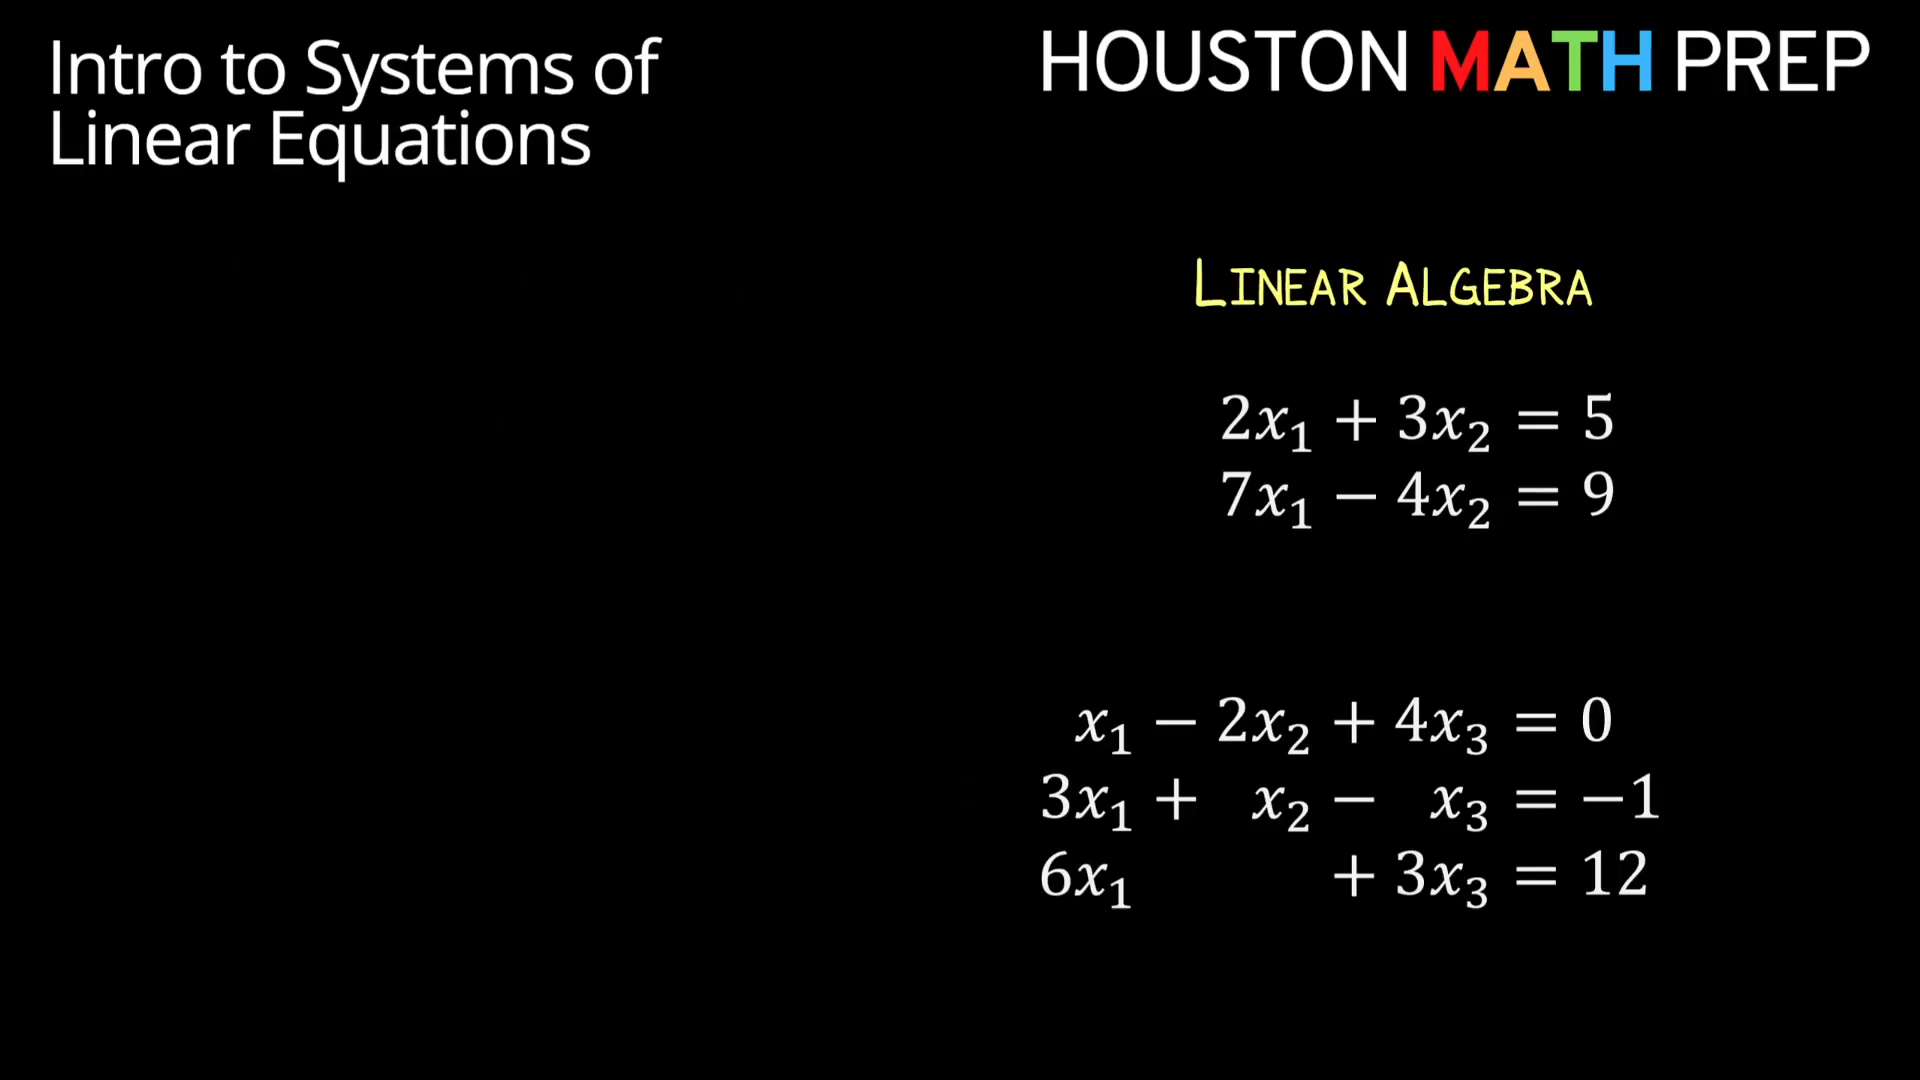 Intro to Systems of
Linear Equations
HOUSTON MATH PREP
LINEAR ALGEBRA
2x₁ + 3x₂ = 5
7x₁ − 4x₂ = 9
x₁ − 2x₂ + 4x₃ = 0
3x₁ + x₂ − x₃ = −1
6x₁ + 3x₃ = 12